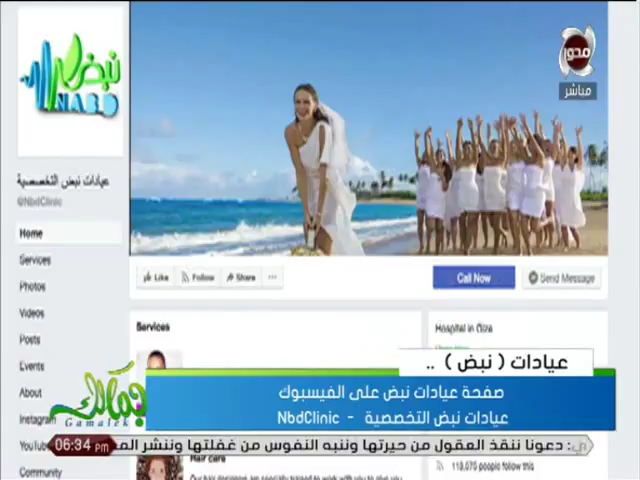 نبض
NABD
محور
مباشر
عيادات نبض التخصصية
@NbdClinic
Home
Services
Photos
Videos
Posts
Events
About
Instagram
YouTube
Community
Like
Follow
Share
Call Now
Send Message
Services
Hospital in Giza
عيادات ( نبض ) ..
صفحة عيادات نبض على الفيسبوك
عيادات نبض التخصصية - NbdClinic
جمالك
Gamalek
06:34 PM
: دعونا ننقذ العقول من حيرتها وننبه النفوس من غفلتها وننشر
Hair care
people follow this